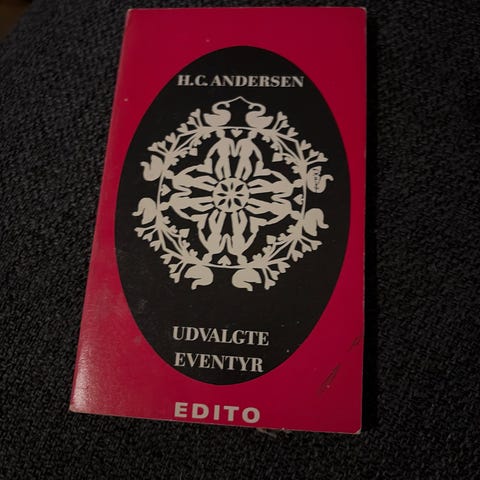 H.C. ANDERSEN
UDVALGTE
EVENTYR
EDITO